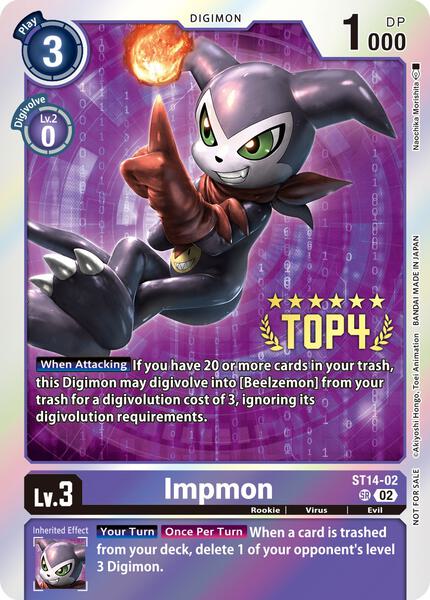 Play
3
DIGIMON
DP
1000
Digivolve
Lv.2
0
Naochika Morishita
TOP4
When Attacking If you have 20 or more cards in your trash,
this Digimon may digivolve into [Beelzemon] from your
trash for a digivolution cost of 3, ignoring its
digivolution requirements.
©Akiyoshi Hongo, Toei Animation BANDAI MADE IN JAPAN
NOT FOR SALE
Lv.3
Impmon
ST14-02
SR 02
Rookie | Virus | Evil
Inherited Effect
Your Turn Once Per Turn When a card is trashed
from your deck, delete 1 of your opponent's level
3 Digimon.